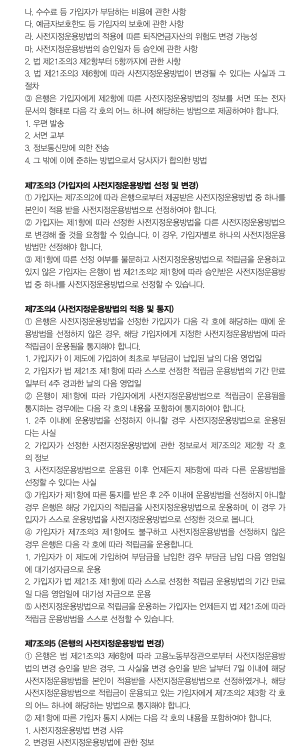 나. 수수료 등 가입자가 부담하는 비용에 관한 사항
다. 예금자보호한도 등 가입자의 보호에 관한 사항
라. 사전지정운용방법의 적용에 따른 퇴직연금자산의 위험도 변경 가능성
마. 사전지정운용방법의 승인일자 등 승인에 관한 사항
2. 법 제21조의3 제2항부터 5항까지에 관한 사항
3. 법 제21조의3 제6항에 따라 사전지정운용방법이 변경될 수 있다는 사실과 그
절차
③ 은행은 가입자에게 제2항에 따른 사전지정운용방법의 정보를 서면 또는 전자
문서의 형태로 다음 각 호의 어느 하나에 해당하는 방법으로 제공하여야 합니다.
1. 우편 발송
2. 서면 교부
3. 정보통신망에 의한 전송
4. 그 밖에 이에 준하는 방법으로서 당사자가 합의한 방법
제7조의3 (가입자의 사전지정운용방법 선정 및 변경)
① 가입자는 제7조의2에 따라 은행으로부터 제공받은 사전지정운용방법 중 하나를
본인이 적용 받을 사전지정운용방법으로 선정하여야 합니다.
② 가입자는 제1항에 따라 선정한 사전지정운용방법을 다른 사전지정운용방법으
로 변경해 줄 것을 요청할 수 있습니다. 이 경우, 가입자별로 하나의 사전지정운용
방법만 선정해야 합니다.
③ 제1항에 따른 선정 여부를 불문하고 사전지정운용방법으로 적립금을 운용하고
있지 않은 가입자는 은행이 법 제21조의2 제1항에 따라 승인받은 사전지정운용방
법 중 하나를 사전지정운용방법으로 선정할 수 있습니다.
제7조의4 (사전지정운용방법의 적용 및 통지)
① 은행은 사전지정운용방법을 선정한 가입자가 다음 각 호에 해당하는 때에 운
용방법을 선정하지 않은 경우, 해당 가입자에게 지정한 사전지정운용방법에 따라
적립금이 운용됨을 통지해야 합니다.
1. 가입자가 이 제도에 가입하여 최초로 부담금이 납입된 날의 다음 영업일
2. 가입자가 법 제21조 제1항에 따라 스스로 선정한 적립금 운용방법의 기간 만료
일부터 4주 경과한 날의 다음 영업일
② 은행이 제1항에 따라 가입자에게 사전지정운용방법으로 적립금이 운용됨을
통지하는 경우에는 다음 각 호의 내용을 포함하여 통지하여야 합니다.
1. 2주 이내에 운용방법을 선정하지 아니할 경우 사전지정운용방법으로 운용된
다는 사실
2. 가입자가 선정한 사전지정운용방법에 관한 정보로서 제7조의2 제2항 각 호
의 정보
3. 사전지정운용방법으로 운용된 이후 언제든지 제5항에 따라 다른 운용방법을
선정할 수 있다는 사실
③ 가입자가 제1항에 따른 통지를 받은 후 2주 이내에 운용방법을 선정하지 아니할
경우 은행은 해당 가입자의 적립금을 사전지정운용방법으로 운용하며, 이 경우 가
입자가 스스로 운용방법을 사전지정운용방법으로 선정한 것으로 봅니다.
④ 가입자가 제7조의3 제1항에도 불구하고 사전지정운용방법을 선정하지 않은
경우 은행은 다음 각 호에 따라 적립금을 운용합니다.
1. 가입자가 이 제도에 가입하여 부담금을 납입한 경우 부담금 납입 다음 영업일
에 대기성자금으로 운용
2. 가입자가 법 제21조 제1항에 따라 스스로 선정한 적립금 운용방법의 기간 만료
일 다음 영업일에 대기성 자금으로 운용
⑤ 사전지정운용방법으로 적립금을 운용하는 가입자는 언제든지 법 제21조에 따라
적립금 운용방법을 스스로 선정할 수 있습니다.
제7조의5 (은행의 사전지정운용방법 변경)
① 은행은 법 제21조의3 제6항에 따라 고용노동부장관으로부터 사전지정운용방
법의 변경 승인을 받은 경우, 그 사실을 변경 승인을 받은 날부터 7일 이내에 해당
사전지정운용방법을 본인이 적용받을 사전지정운용방법으로 선정하였거나, 해당
사전지정운용방법으로 적립금이 운용되고 있는 가입자에게 제7조의2 제3항 각 호
의 어느 하나에 해당하는 방법으로 통지해야 합니다.
② 제1항에 따른 가입자 통지 시에는 다음 각 호의 내용을 포함하여야 합니다.
1. 사전지정운용방법 변경 사유
2. 변경된 사전지정운용방법에 관한 정보